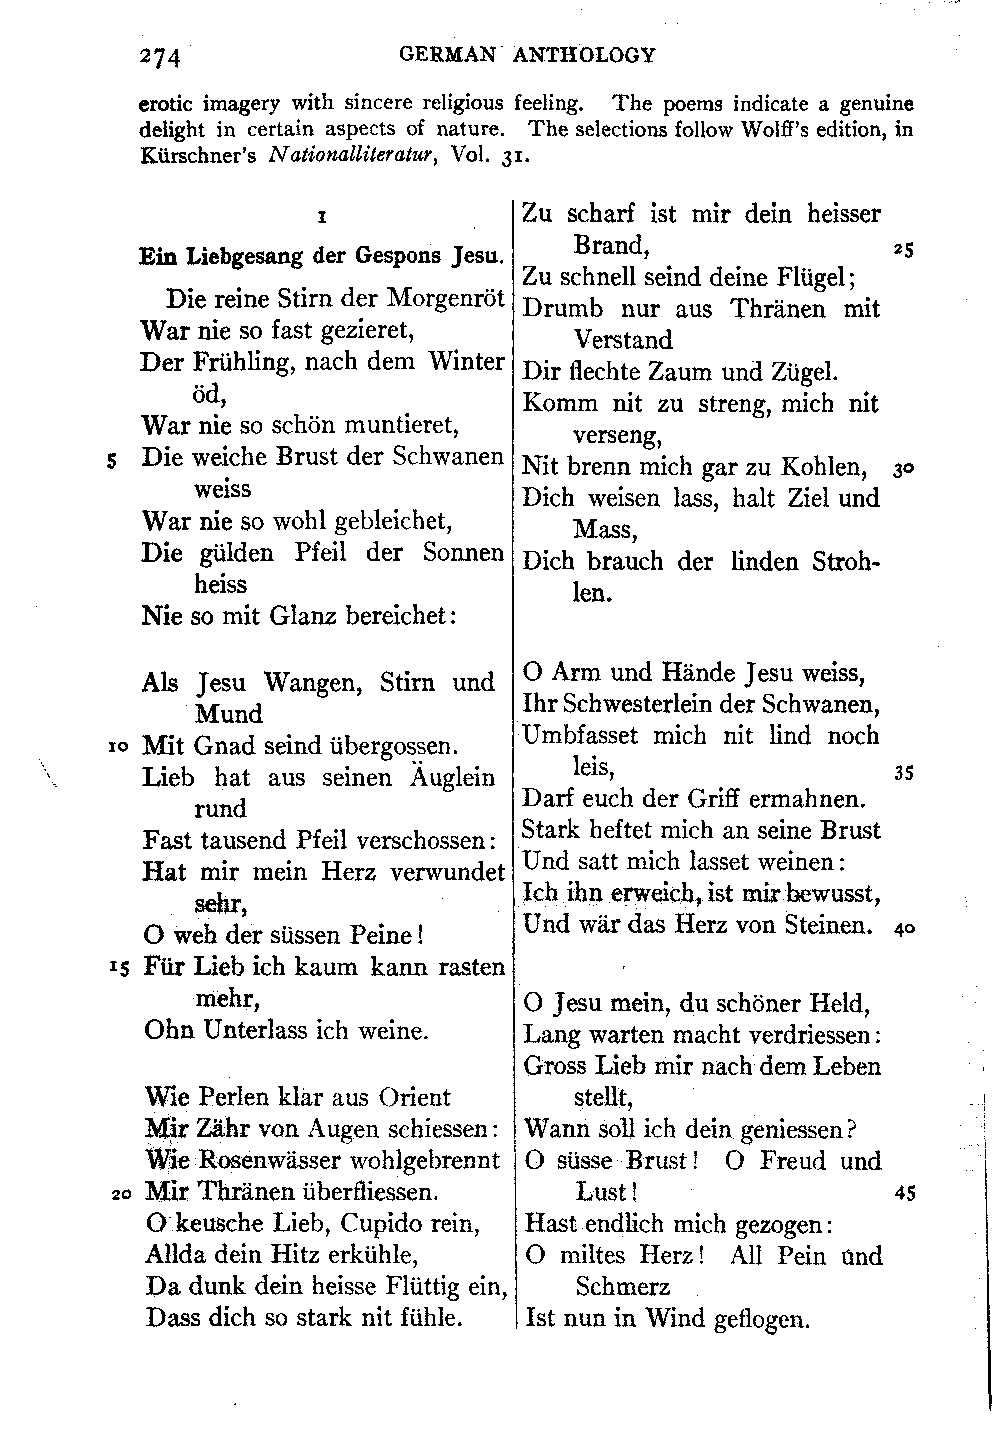 274 GERMAN ANTHOLOGY
erotic imagery with sincere religious feeling. The poems indicate a genuine
delight in certain aspects of nature. The selections follow Wolff's edition, in
Kürschner's Nationalliteratur, Vol. 31.
1
Ein Liebgesang der Gespons Jesu.
Die reine Stirn der Morgenröt
War nie so fast gezieret,
Der Frühling, nach dem Winter
öd,
War nie so schön muntieret,
5 Die weiche Brust der Schwanen
weiss
War nie so wohl gebleichet,
Die gülden Pfeil der Sonnen
heiss
Nie so mit Glanz bereichet:
Als Jesu Wangen, Stirn und
Mund
10 Mit Gnad seind übergossen.
Lieb hat aus seinen Äuglein
rund
Fast tausend Pfeil verschossen:
Hat mir mein Herz verwundet
sehr,
O weh der süssen Peine!
15 Für Lieb ich kaum kann rasten
mehr,
Ohn Unterlass ich weine.
Wie Perlen klar aus Orient
Mir Zähr von Augen schiessen:
Wie Rosenwässer wohlgebrennt
20 Mir Thränen überfliessen.
O keusche Lieb, Cupido rein,
Allda dein Hitz erkühle,
Da dunk dein heisse Flüttig ein,
Dass dich so stark nit fühle.
Zu scharf ist mir dein heisser
Brand, 25
Zu schnell seind deine Flügel;
Drumb nur aus Thränen mit
Verstand
Dir flechte Zaum und Zügel.
Komm nit zu streng, mich nit
verseng,
Nit brenn mich gar zu Kohlen, 30
Dich weisen lass, halt Ziel und
Mass,
Dich brauch der linden Stroh-
len.
O Arm und Hände Jesu weiss,
Ihr Schwesterlein der Schwanen,
Umbfasset mich nit lind noch
leis, 35
Darf euch der Griff ermahnen.
Stark heftet mich an seine Brust
Und satt mich lasset weinen:
Ich ihn erweich, ist mir bewusst,
Und wär das Herz von Steinen. 40
O Jesu mein, du schöner Held,
Lang warten macht verdriessen:
Gross Lieb mir nach dem Leben
stellt,
Wann soll ich dein geniessen?
O süsse Brust! O Freud und
Lust! 45
Hast endlich mich gezogen:
O miltes Herz! All Pein und
Schmerz
Ist nun in Wind geflogen.